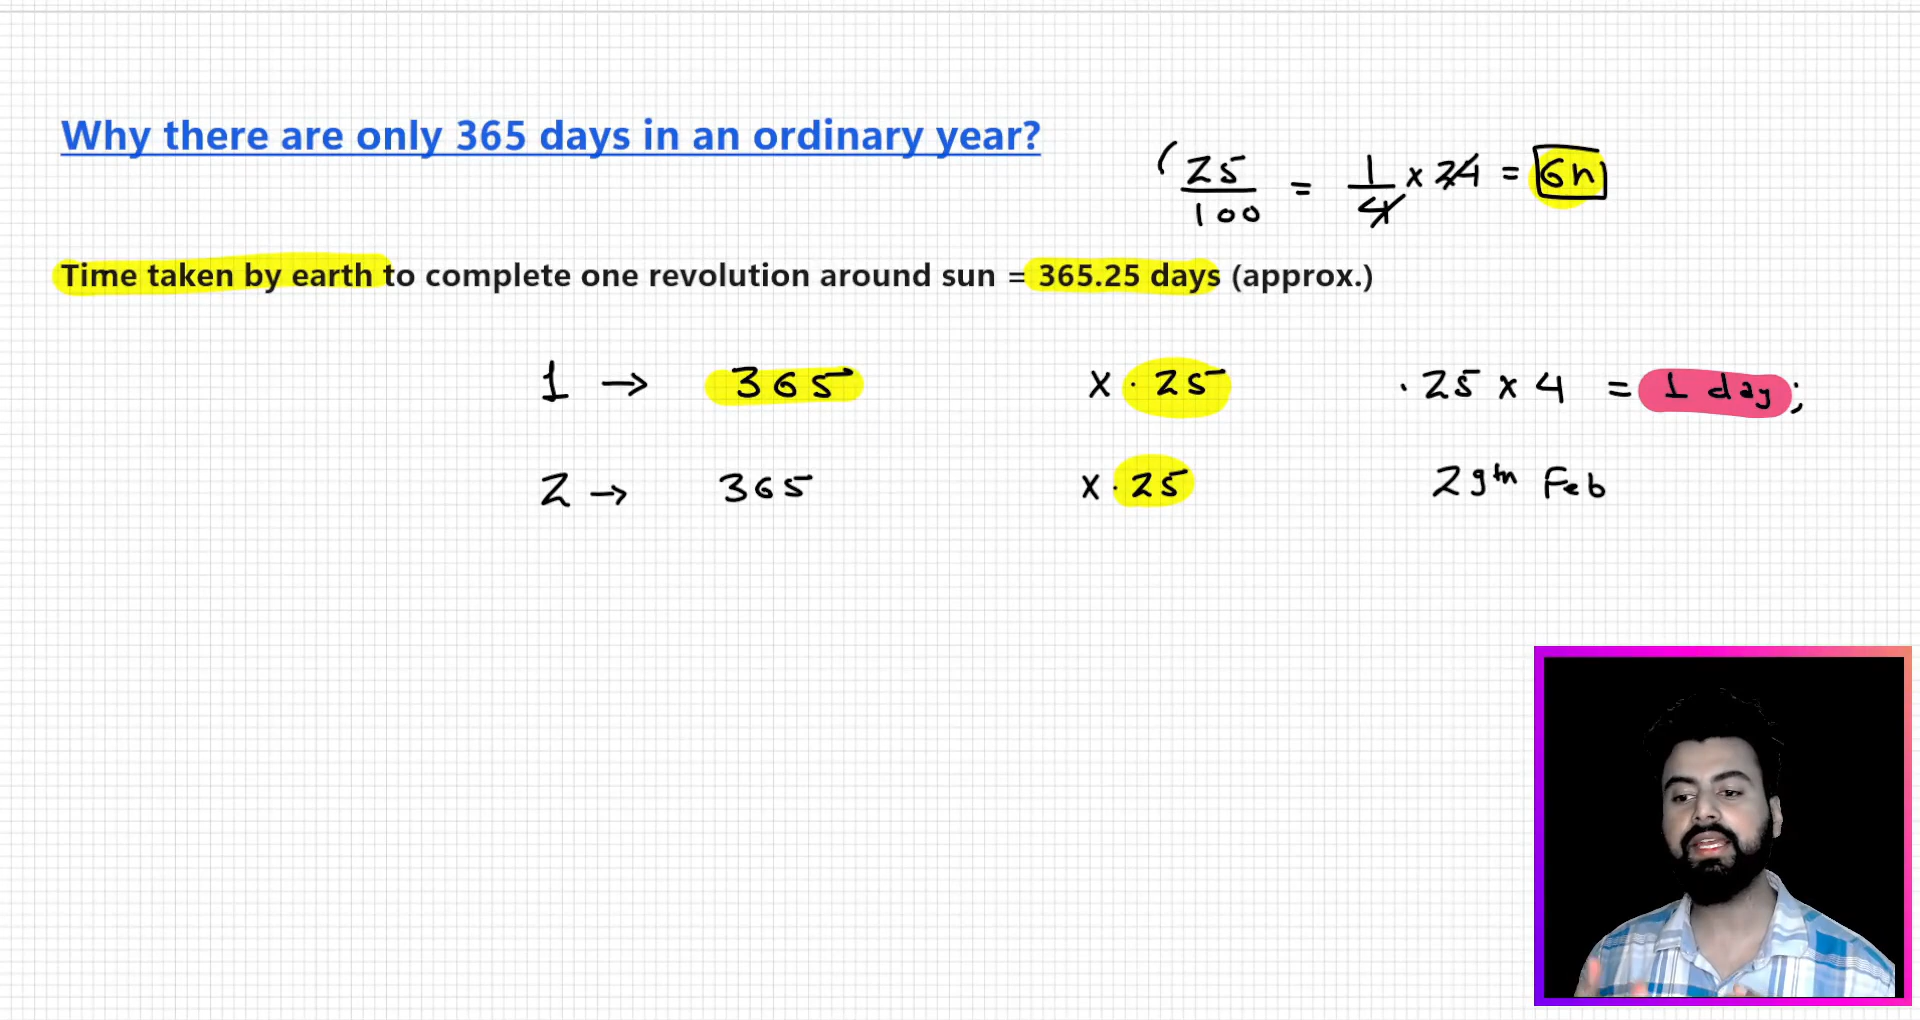 Why there are only 365 days in an ordinary year?
( 25/100 = 1/4 x 24 = 6h
Time taken by earth to complete one revolution around sun = 365.25 days (approx.)
1 → 365 x .25 .25 x 4 = 1 day;
2 → 365 x .25 29th Feb